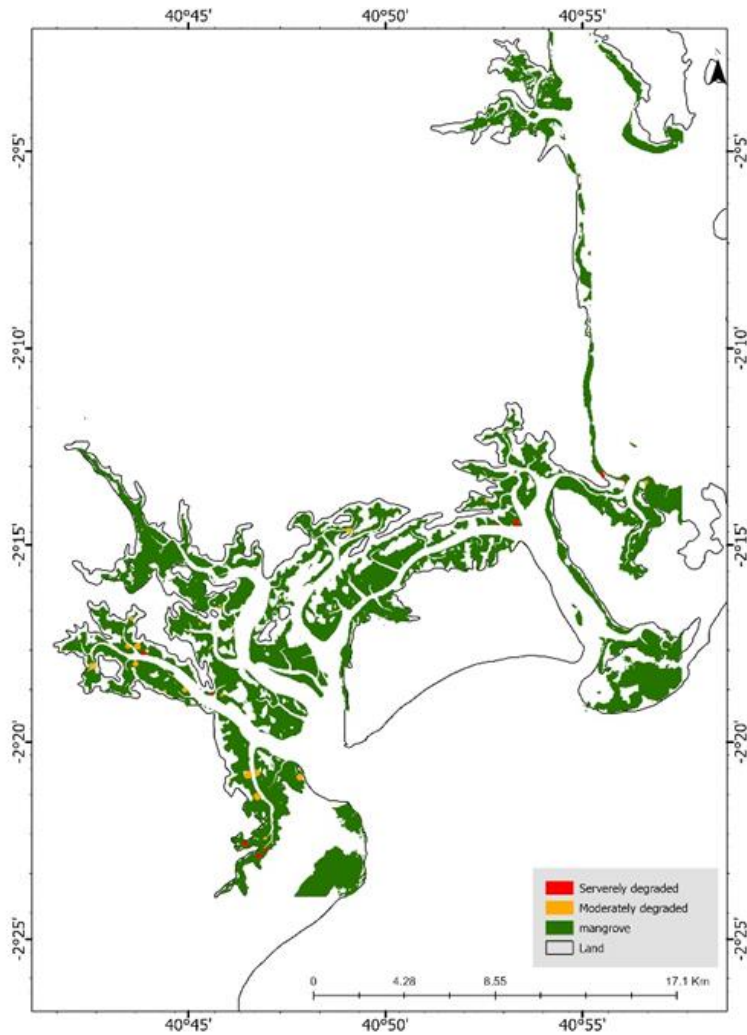 40°45' 40°50' 40°55'
-2°5' -2°5'
-2°10' -2°10'
-2°15' -2°15'
-2°20' -2°20'
-2°25' -2°25'
Serverely degraded
Moderately degraded
mangrove
Land
0 4.28 8.55 17.1 Km
40°45' 40°50' 40°55'